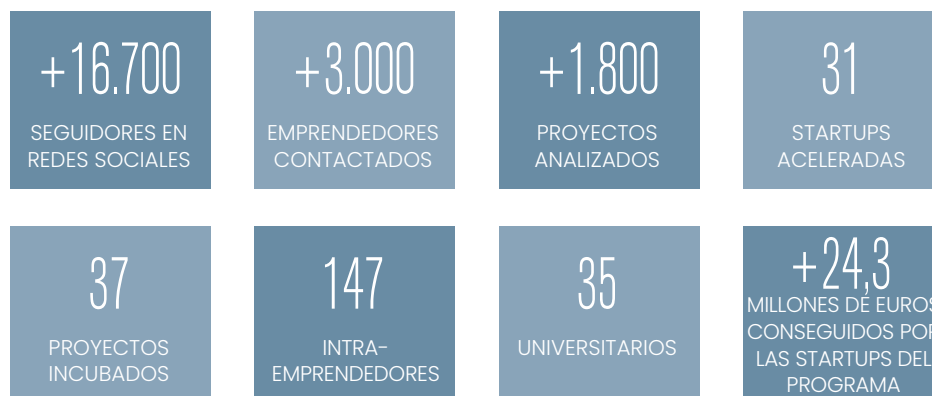 +16.700
SEGUIDORES EN
REDES SOCIALES
+3.000
EMPRENDEDORES
CONTACTADOS
+1.800
PROYECTOS
ANALIZADOS
31
STARTUPS
ACELERADAS
37
PROYECTOS
INCUBADOS
147
INTRA-
EMPRENDEDORES
35
UNIVERSITARIOS
+24,3
MILLONES DE EUROS
CONSEGUIDOS POR
LAS STARTUPS DEL
PROGRAMA